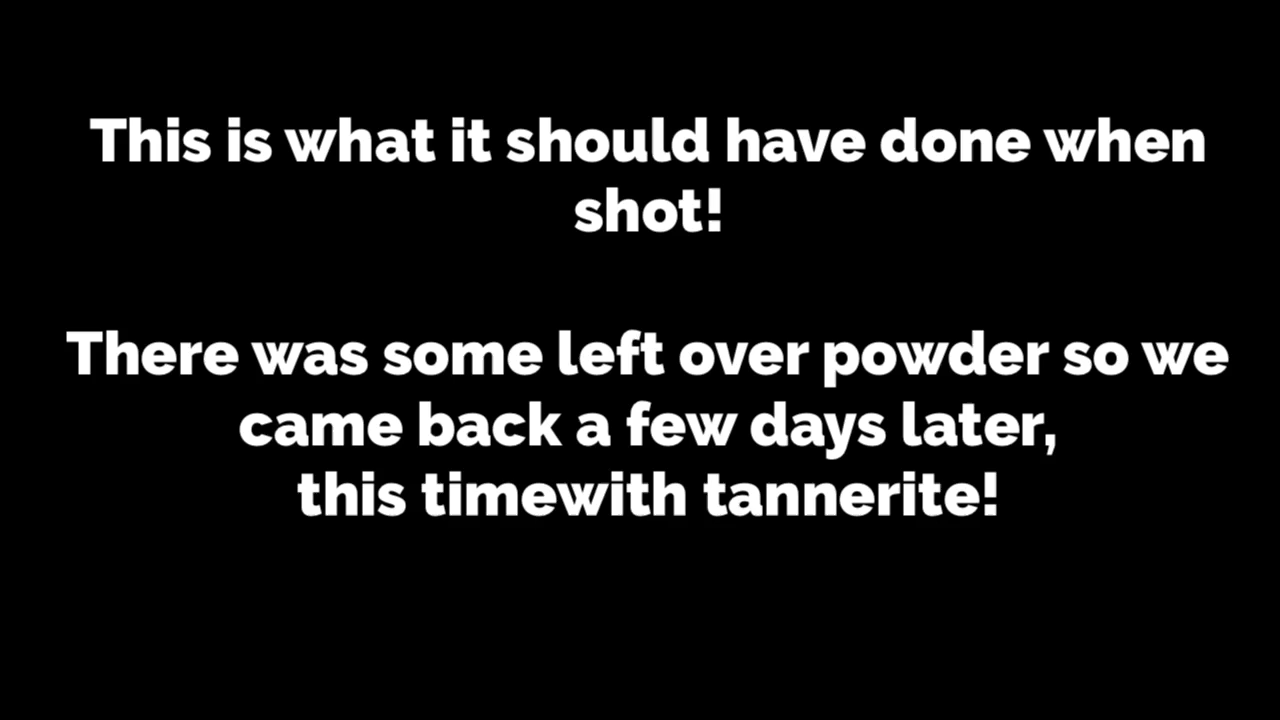 This is what it should have done when
shot!
There was some left over powder so we
came back a few days later,
this timewith tannerite!